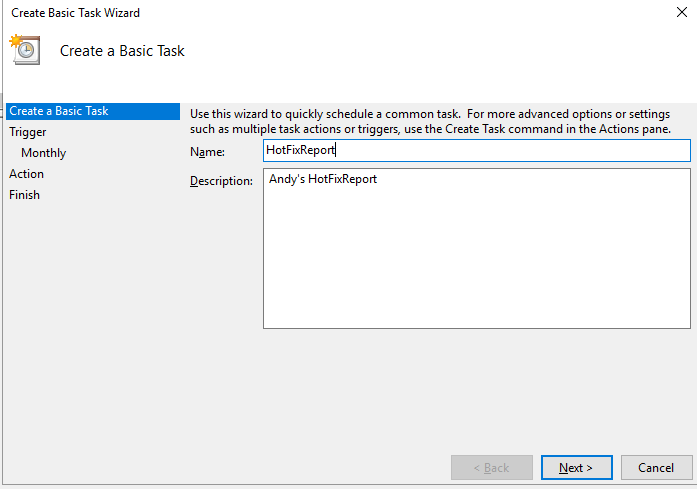 Create Basic Task Wizard
Create a Basic Task
Create a Basic Task
Trigger
Monthly
Action
Finish
Use this wizard to quickly schedule a common task.  For more advanced options or settings
such as multiple task actions or triggers, use the Create Task command in the Actions pane.
Name:
HotFixReport
Description:
Andy's HotFixReport
< Back
Next >
Cancel